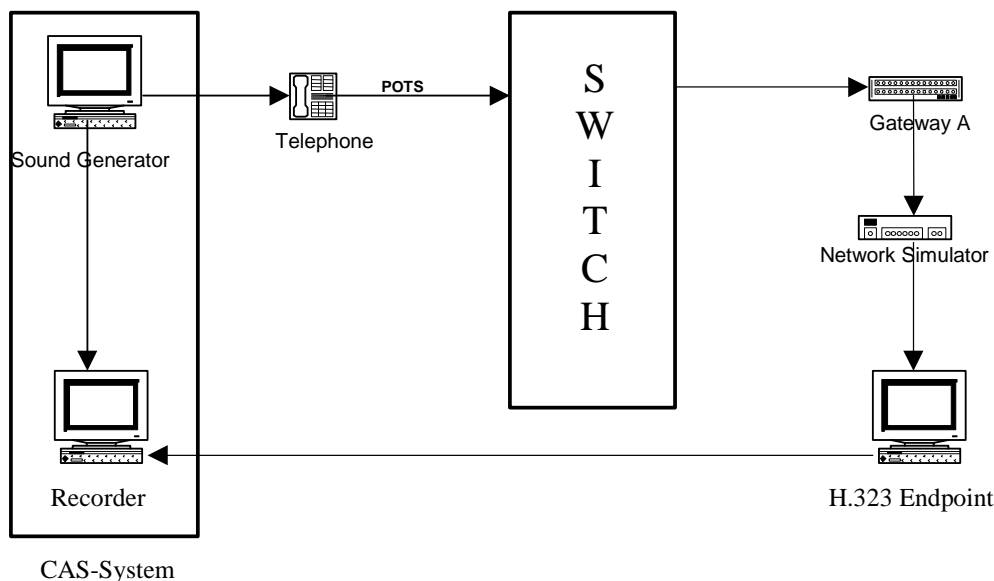 Sound Generator
Telephone
POTS
S
W
I
T
C
H
Gateway A
Network Simulator
Recorder
H.323 Endpoint
CAS-System